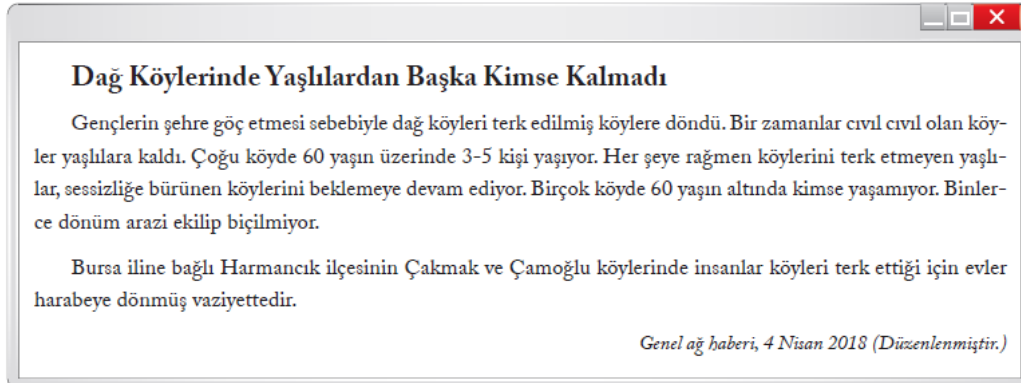 Dağ Köylerinde Yaşlılardan Başka Kimse Kalmadı
Gençlerin şehre göç etmesi sebebiyle dağ köyleri terk edilmiş köylere döndü. Bir zamanlar cıvıl cıvıl olan köy-
ler yaşlılara kaldı. Çoğu köyde 60 yaşın üzerinde 3-5 kişi yaşıyor. Her şeye rağmen köylerini terk etmeyen yaşlı-
lar, sessizliğe bürünen köylerini beklemeye devam ediyor. Birçok köyde 60 yaşın altında kimse yaşamıyor. Binler-
ce dönüm arazi ekilip biçilmiyor.
Bursa iline bağlı Harmancık ilçesinin Çakmak ve Çamoğlu köylerinde insanlar köyleri terk ettiği için evler
harabeye dönmüş vaziyettedir.
Genel ağ haberi, 4 Nisan 2018 (Düzenlenmiştir.)